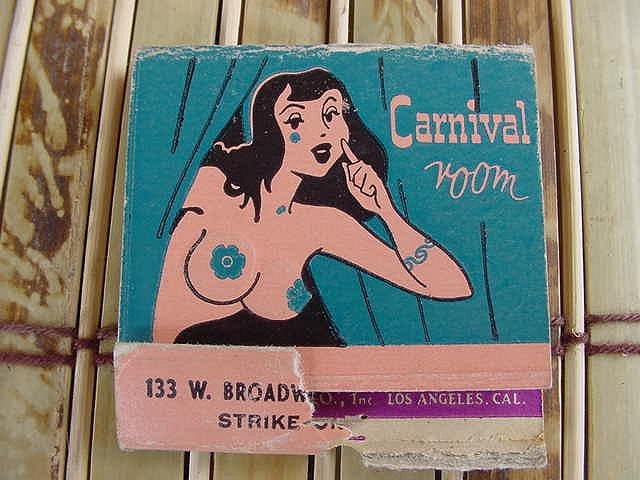 Carnival
room
133 W. BROADW
O., Inc LOS ANGELES. CAL.
STRIKE